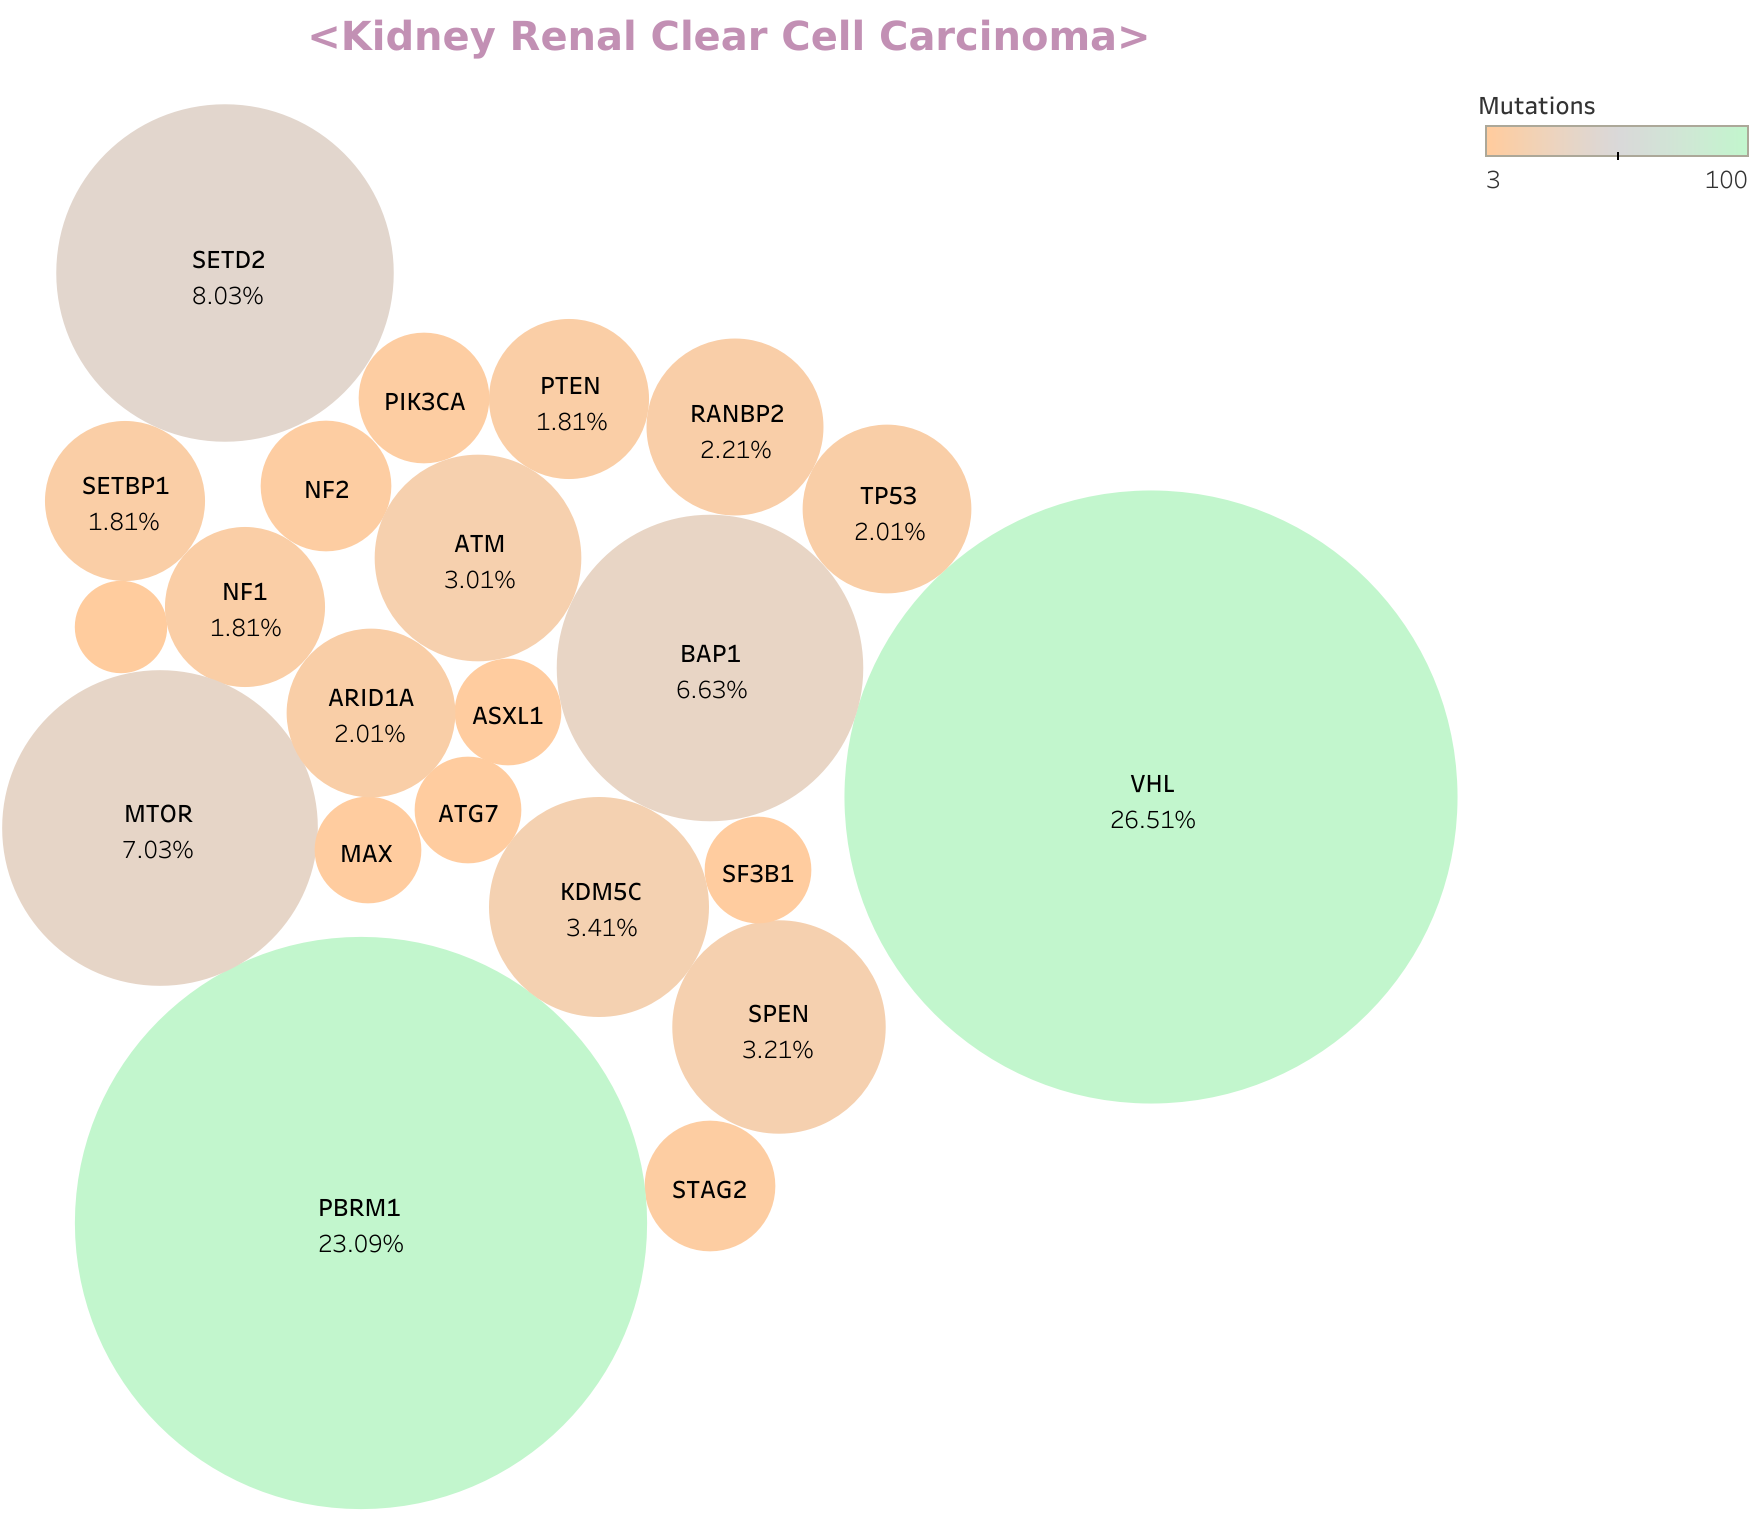 <Kidney Renal Clear Cell Carcinoma>
Mutations
3
100
SETD2
8.03%
PIK3CA
PTEN
1.81%
RANBP2
2.21%
SETBP1
1.81%
NF2
TP53
2.01%
ATM
3.01%
NF1
1.81%
BAP1
6.63%
ARID1A
2.01%
ASXL1
VHL
26.51%
MTOR
7.03%
ATG7
MAX
SF3B1
KDM5C
3.41%
SPEN
3.21%
STAG2
PBRM1
23.09%